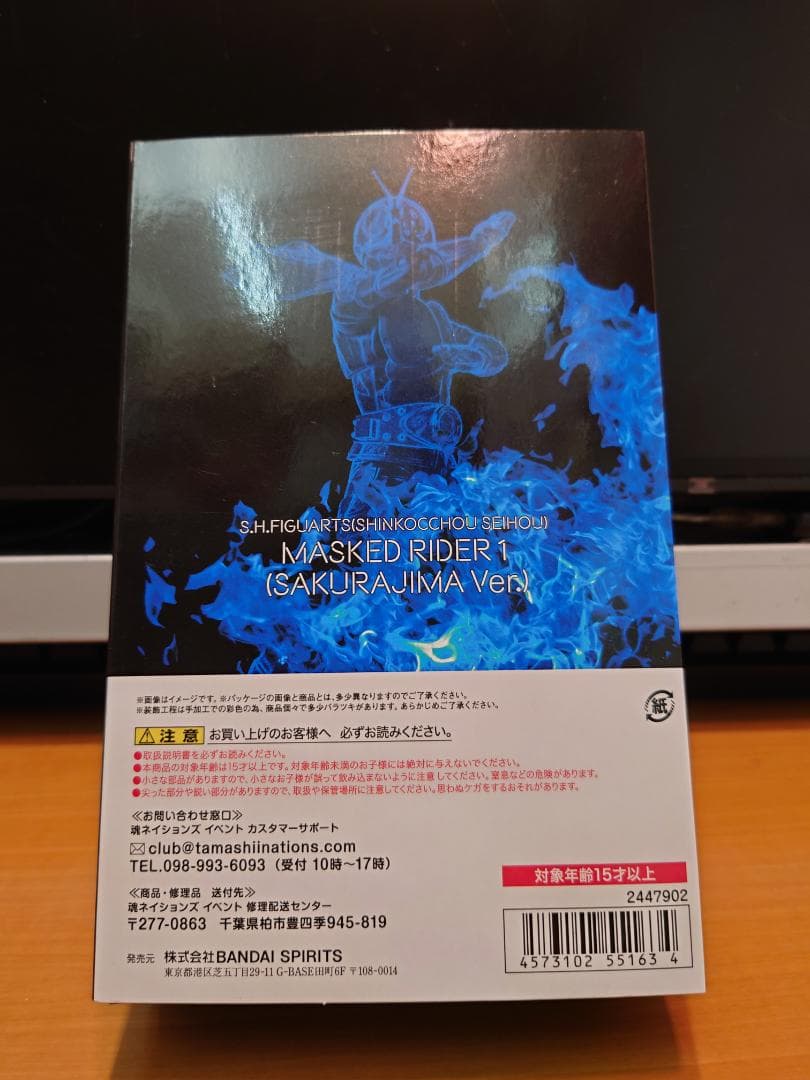 S.H.FIGUARTS(SHINKOCCHOU SEIHOU)
MASKED RIDER 1
(SAKURAJIMA Ver.)
※画像はイメージです。※パッケージの画像と商品とは、多少異なりますのでご了承ください。
※装飾工程は手加工での彩色の為、商品個々で多少バラツキがあります。あらかじめご了承ください。
紙
注意 お買い上げのお客様へ 必ずお読みください。
●取扱説明書を必ずお読みください。
●本商品の対象年齢は15才以上です。対象年齢未満のお子様には絶対に与えないでください。
●小さな部品がありますので、小さなお子様が誤って飲み込まないように注意してください。窒息などの危険があります。
●尖った部分や鋭い部分がありますので、取扱や保管場所に注意してください。思わぬケガをするおそれがあります。
≪お問い合わせ窓口≫
魂ネイションズ イベント カスタマーサポート
club@tamashiinations.com
TEL.098-993-6093（受付 10時〜17時）
≪商品・修理品 送付先≫
魂ネイションズ イベント 修理配送センター
〒277-0863 千葉県柏市豊四季945-819
発売元 株式会社BANDAI SPIRITS
東京都港区芝五丁目29-11 G-BASE田町6F 〒108-0014
対象年齢15才以上
2447902
4573102 55163 4